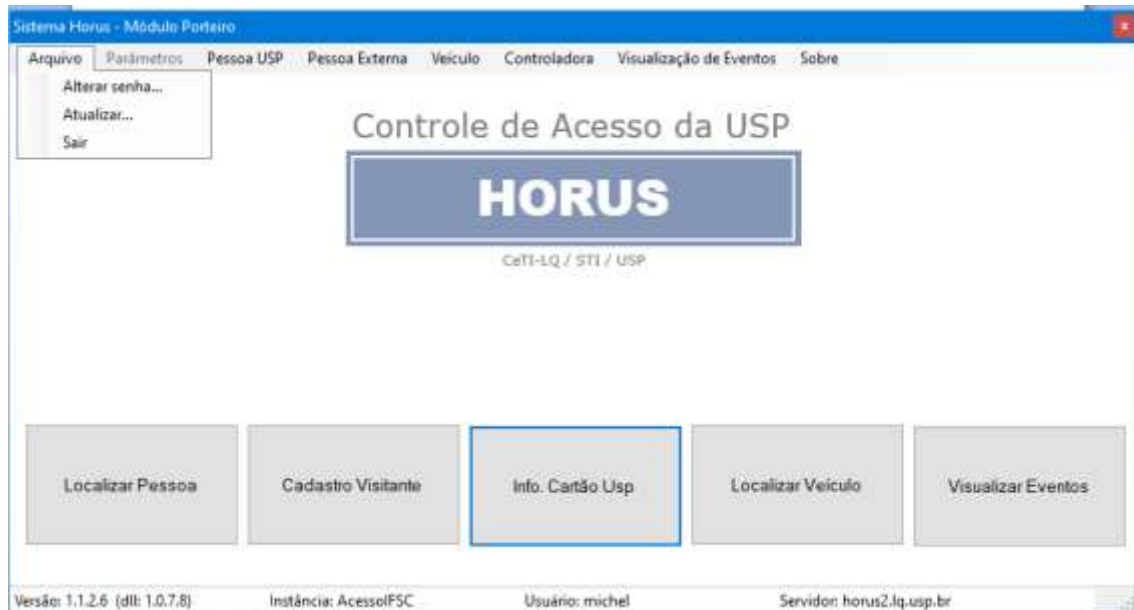 Sistema Horus - Módulo Porteiro
Arquivo Parâmetros Pessoa USP Pessoa Externa Veículo Controladora Visualização de Eventos Sobre
Alterar senha...
Atualizar...
Sair
Controle de Acesso da USP
HORUS
CeTI-LQ / STI / USP
Localizar Pessoa Cadastro Visitante Info. Cartão Usp Localizar Veículo Visualizar Eventos
Versão: 1.1.2.6 (dll: 1.0.7.8) Instância: AcessoIFSC Usuário: michel Servidor: horus2.lq.usp.br